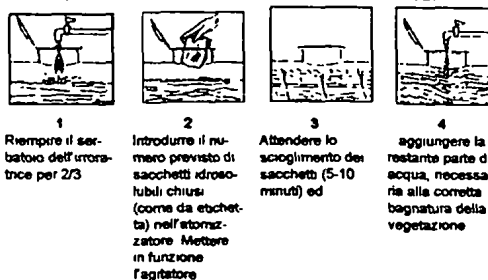 1
Riempire il ser-
batoio dell'irrora-
trice per 2/3
2
Introdurre il nu-
mero previsto di
sacchetti idroso-
lubili chiusi
(come da etichet-
ta) nell'atomiz-
zatore. Mettere
in funzione
l'agitatore
3
Attendere lo
scioglimento dei
sacchetti (5-10
minuti) ed
4
aggiungere la
restante parte di
acqua, necessa
ria alla corretta
bagnatura della
vegetazione